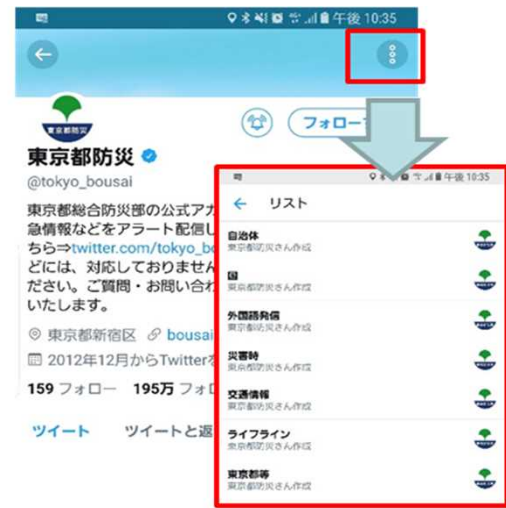 午後 10:35
東京都防災
フォロー
東京都防災
@tokyo_bousai
東京都総合防災部の公式アカ
急情報などをアラート配信し
ちら⇒twitter.com/tokyo_bo
どには、対応しておりません
ださい。ご質問・お問い合わ
いたします。
東京都新宿区 bousai
2012年12月からTwitterを
159 フォロー 195万 フォロ
ツイート ツイートと返
午後 10:35
リスト
自治体
東京都防災さん作成
国
東京都防災さん作成
外国語発信
東京都防災さん作成
災害時
東京都防災さん作成
交通情報
東京都防災さん作成
ライフライン
東京都防災さん作成
東京都等
東京都防災さん作成